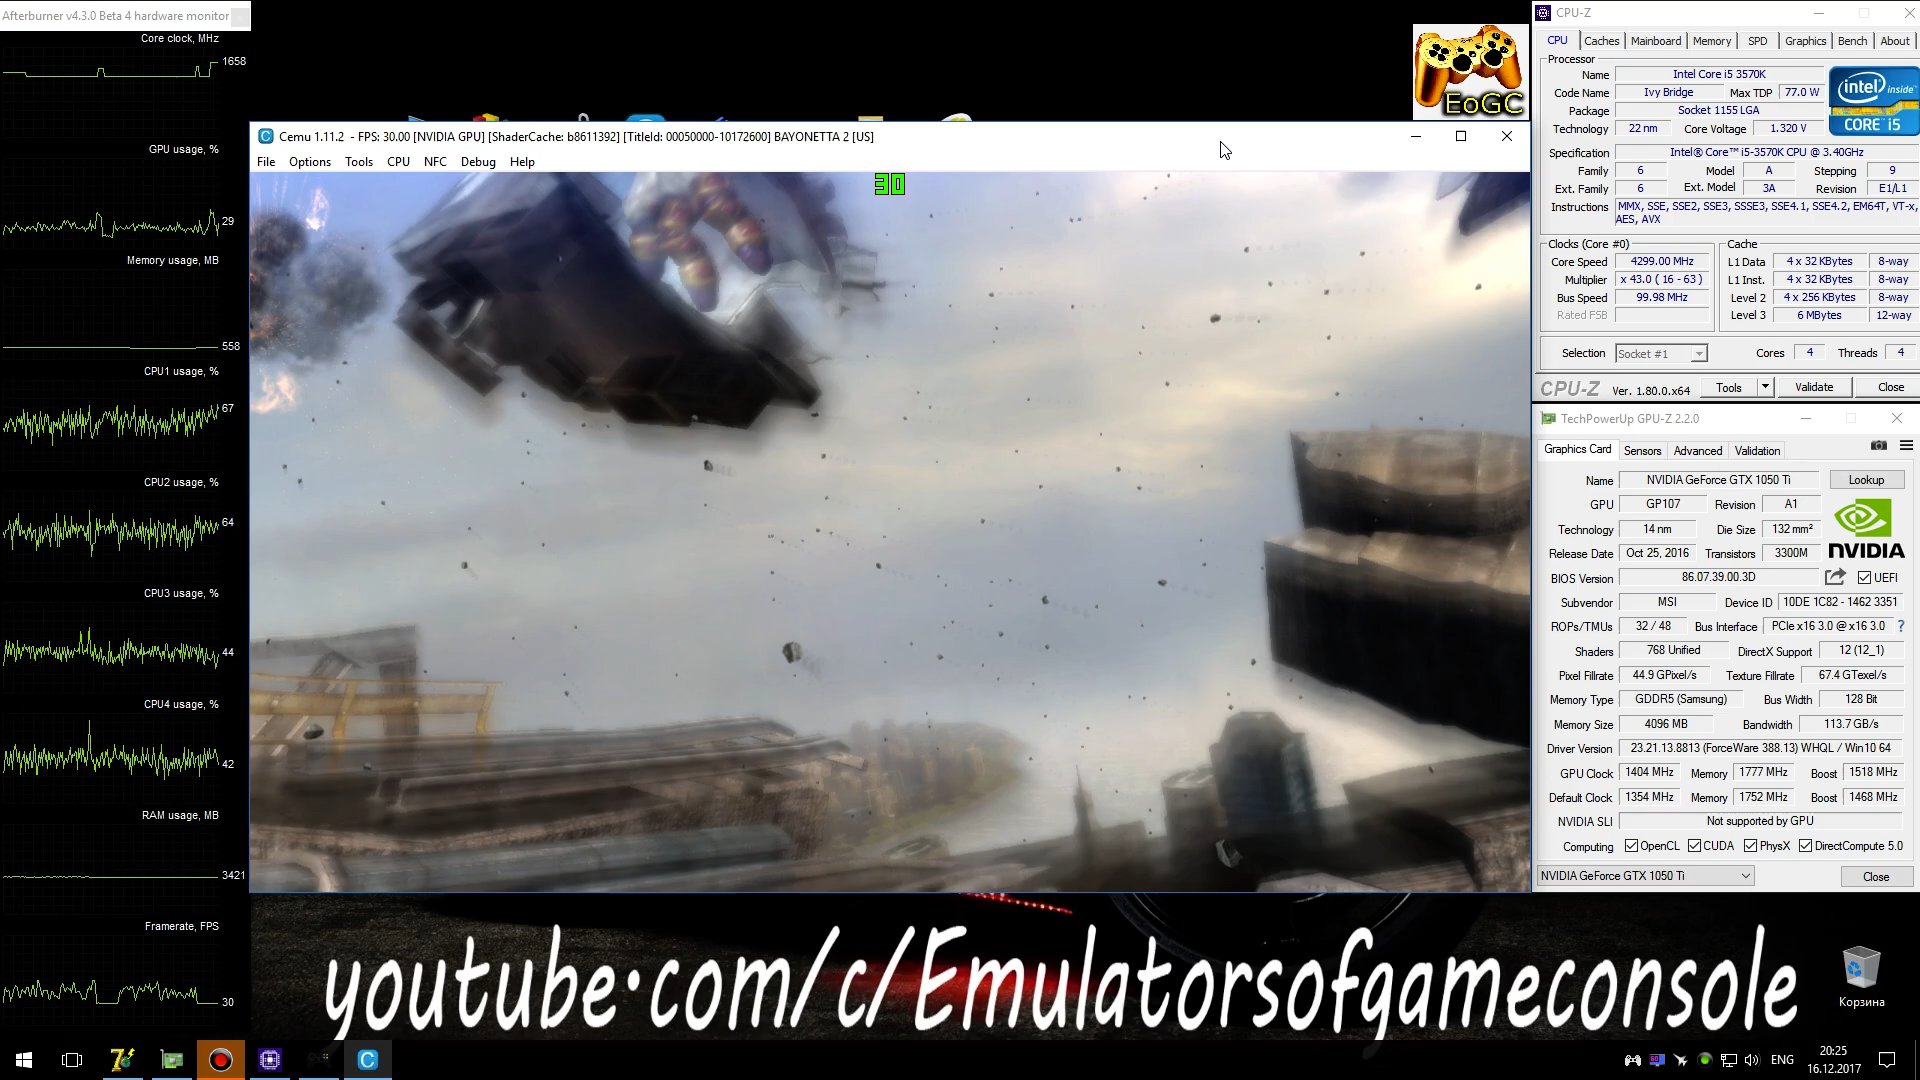 Afterburner v4.3.0 Beta 4 hardware monitor
Core clock, MHz
1658
GPU usage, %
29
Memory usage, MB
558
CPU1 usage, %
67
CPU2 usage, %
64
CPU3 usage, %
44
CPU4 usage, %
42
RAM usage, MB
3421
Framerate, FPS
30
EoGC
Cemu 1.11.2 - FPS: 30.00 [NVIDIA GPU] [ShaderCache: b8611392] [TitleId: 00050000-10172600] BAYONETTA 2 [US]
File Options Tools CPU NFC Debug Help
30
CPU-Z
CPU Caches Mainboard Memory SPD Graphics Bench About
Processor
Name Intel Core i5 3570K
Code Name Ivy Bridge Max TDP 77.0 W
Package Socket 1155 LGA
Technology 22 nm Core Voltage 1.320 V
intel inside™
CORE i5
Specification Intel® Core™ i5-3570K CPU @ 3.40GHz
Family 6 Model A Stepping 9
Ext. Family 6 Ext. Model 3A Revision E1/L1
Instructions MMX, SSE, SSE2, SSE3, SSSE3, SSE4.1, SSE4.2, EM64T, VT-x,
AES, AVX
Clocks (Core #0) Cache
Core Speed 4299.00 MHz L1 Data 4 x 32 KBytes 8-way
Multiplier x 43.0 ( 16 - 63 ) L1 Inst. 4 x 32 KBytes 8-way
Bus Speed 99.98 MHz Level 2 4 x 256 KBytes 8-way
Rated FSB Level 3 6 MBytes 12-way
Selection Socket #1 Cores 4 Threads 4
CPU-Z Ver. 1.80.0.x64 Tools Validate Close
TechPowerUp GPU-Z 2.2.0
Graphics Card Sensors Advanced Validation
Name NVIDIA GeForce GTX 1050 Ti Lookup
GPU GP107 Revision A1
Technology 14 nm Die Size 132 mm²
Release Date Oct 25, 2016 Transistors 3300M
NVIDIA
BIOS Version 86.07.39.00.3D UEFI
Subvendor MSI Device ID 10DE 1C82 - 1462 3351
ROPs/TMUs 32 / 48 Bus Interface PCIe x16 3.0 @ x16 3.0 ?
Shaders 768 Unified DirectX Support 12 (12_1)
Pixel Fillrate 44.9 GPixel/s Texture Fillrate 67.4 GTexel/s
Memory Type GDDR5 (Samsung) Bus Width 128 Bit
Memory Size 4096 MB Bandwidth 113.7 GB/s
Driver Version 23.21.13.8813 (ForceWare 388.13) WHQL / Win10 64
GPU Clock 1404 MHz Memory 1777 MHz Boost 1518 MHz
Default Clock 1354 MHz Memory 1752 MHz Boost 1468 MHz
NVIDIA SLI Not supported by GPU
Computing OpenCL CUDA PhysX DirectCompute 5.0
NVIDIA GeForce GTX 1050 Ti Close
youtube.com/c/Emulatorsofgameconsole
Корзина
ENG
20:25
16.12.2017